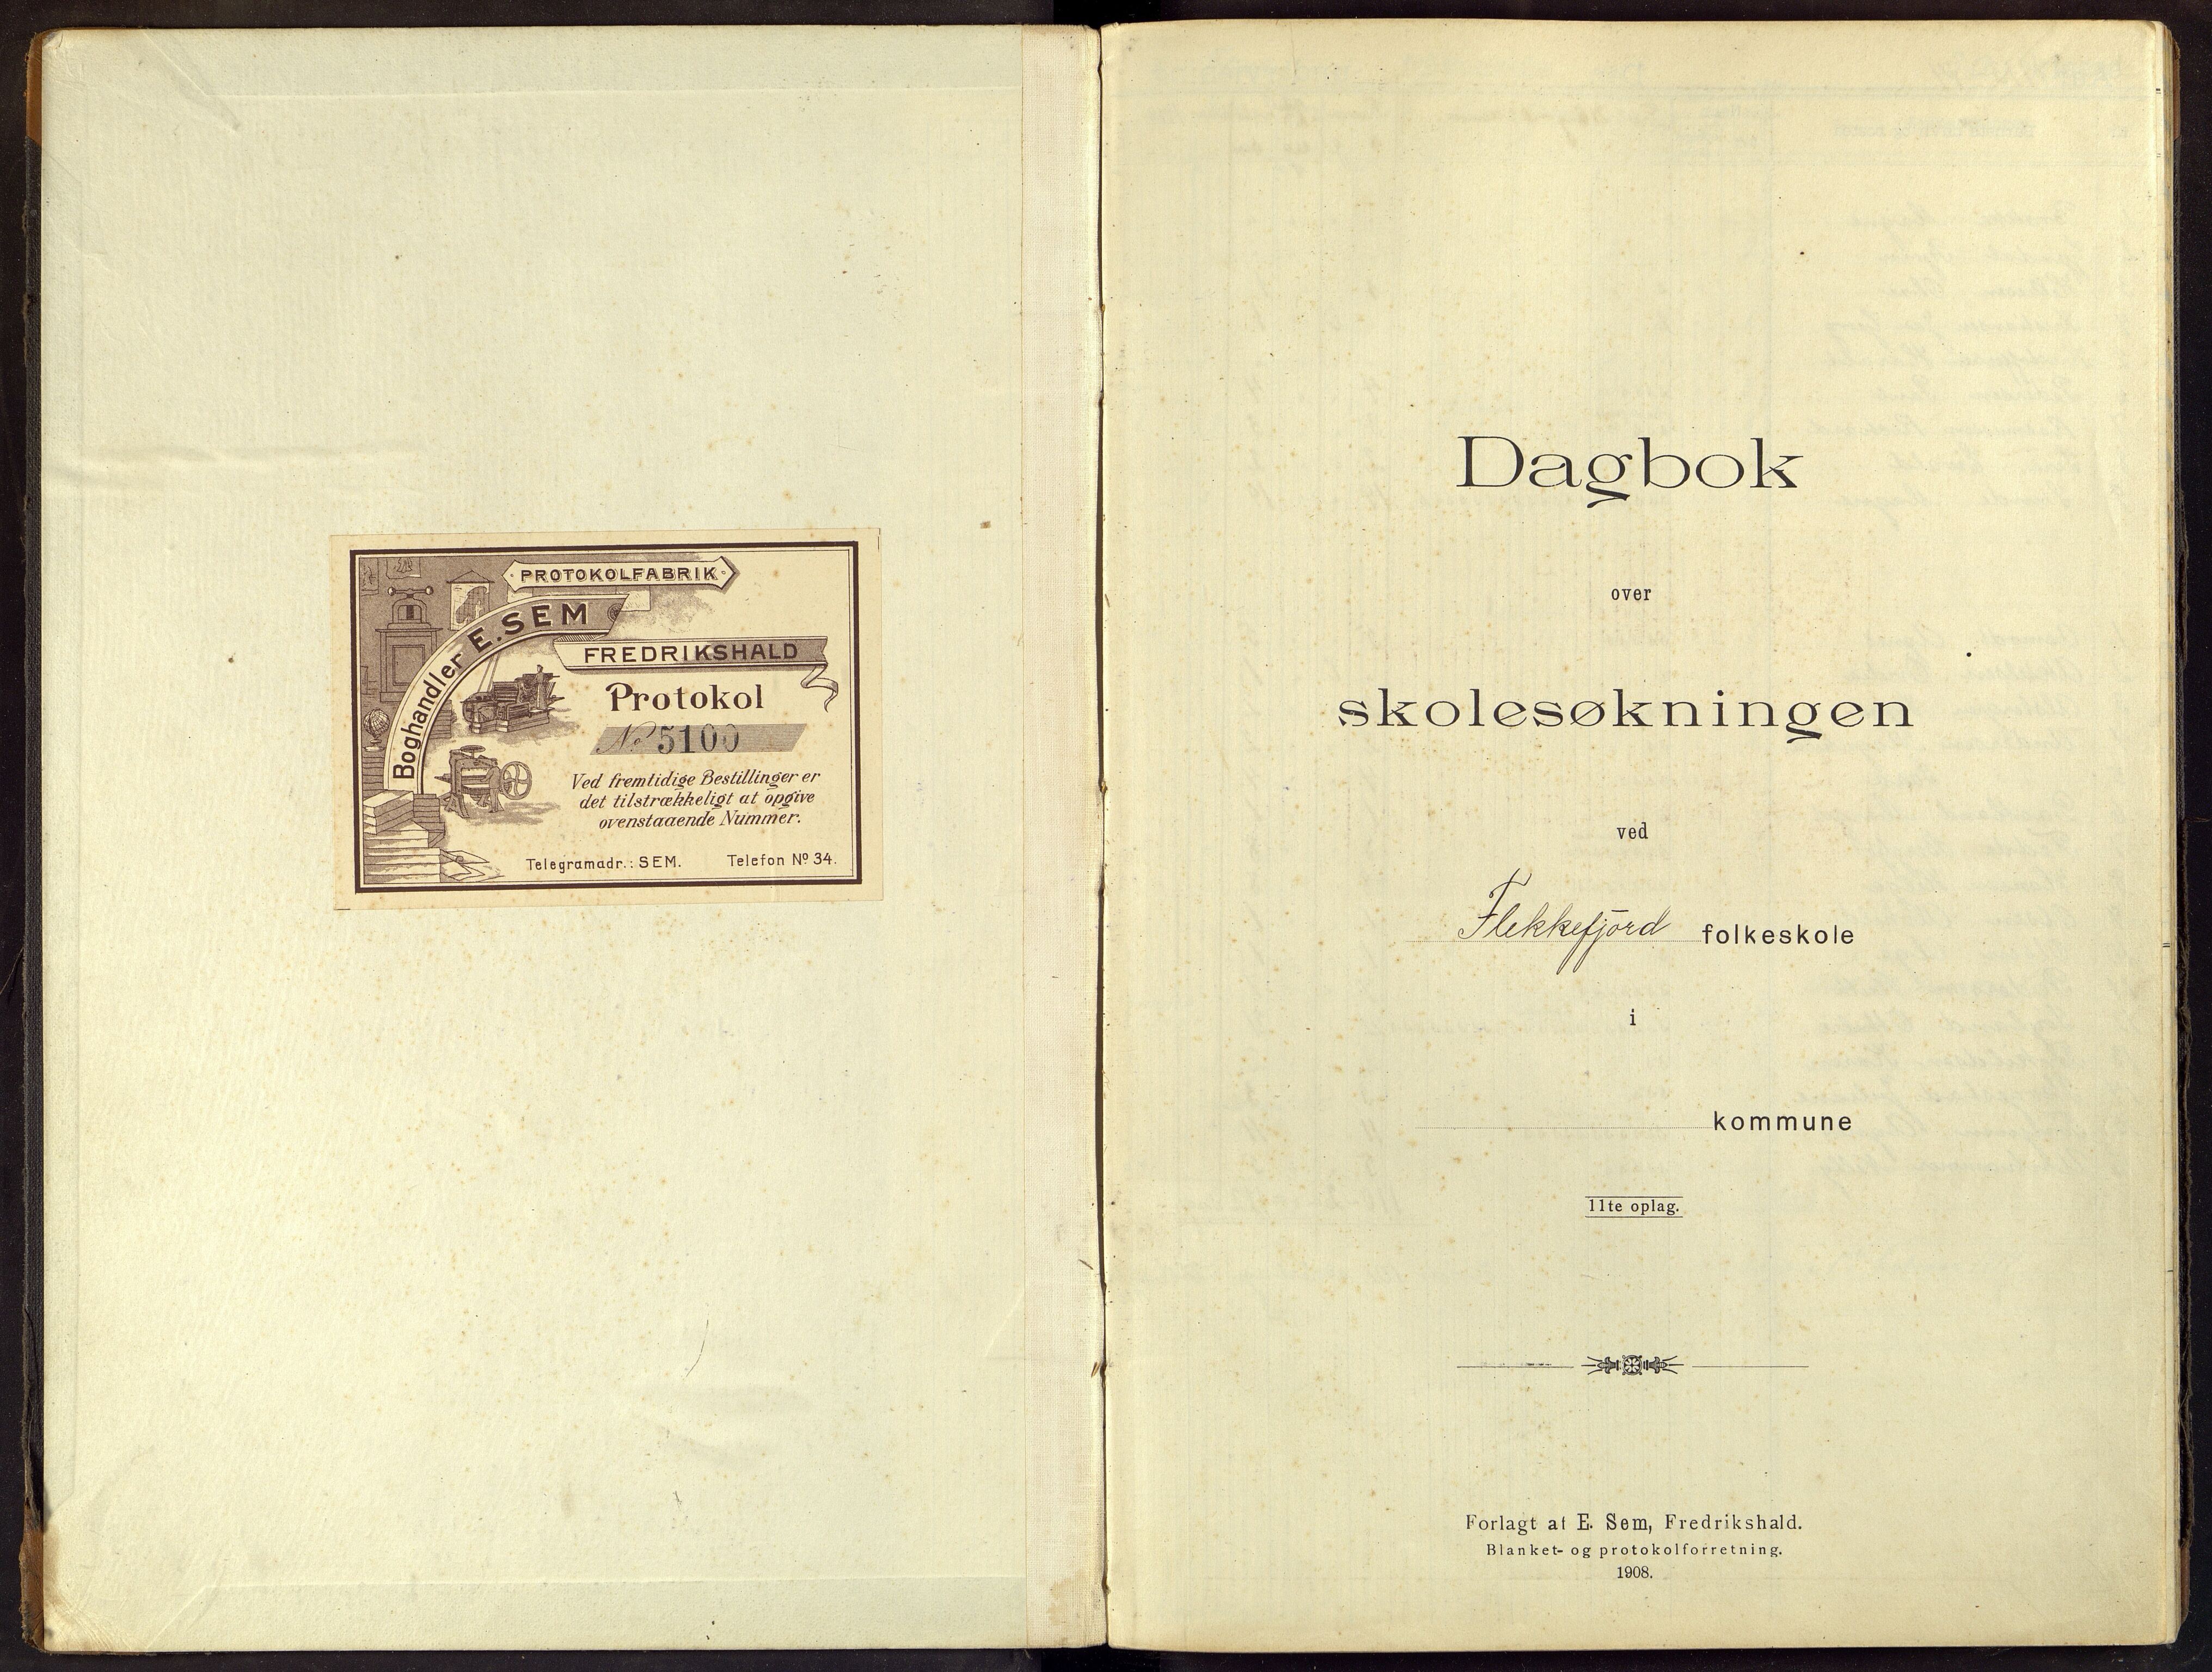 PROTOKOLFABRIK
Boghandler E. SEM
FREDRIKSHALD
Protokol
No 5100
Ved fremtidige Bestillinger er
det tilstrækkeligt at opgive
ovenstaaende Nummer.
Telegramadr.: SEM. Telefon No 34.
Dagbok
over
skolesøkningen
ved
Flekkefjord folkeskole
i
kommune
11te oplag.
Forlagt af E. Sem, Fredrikshald.
Blanket- og protokolforretning.
1908.